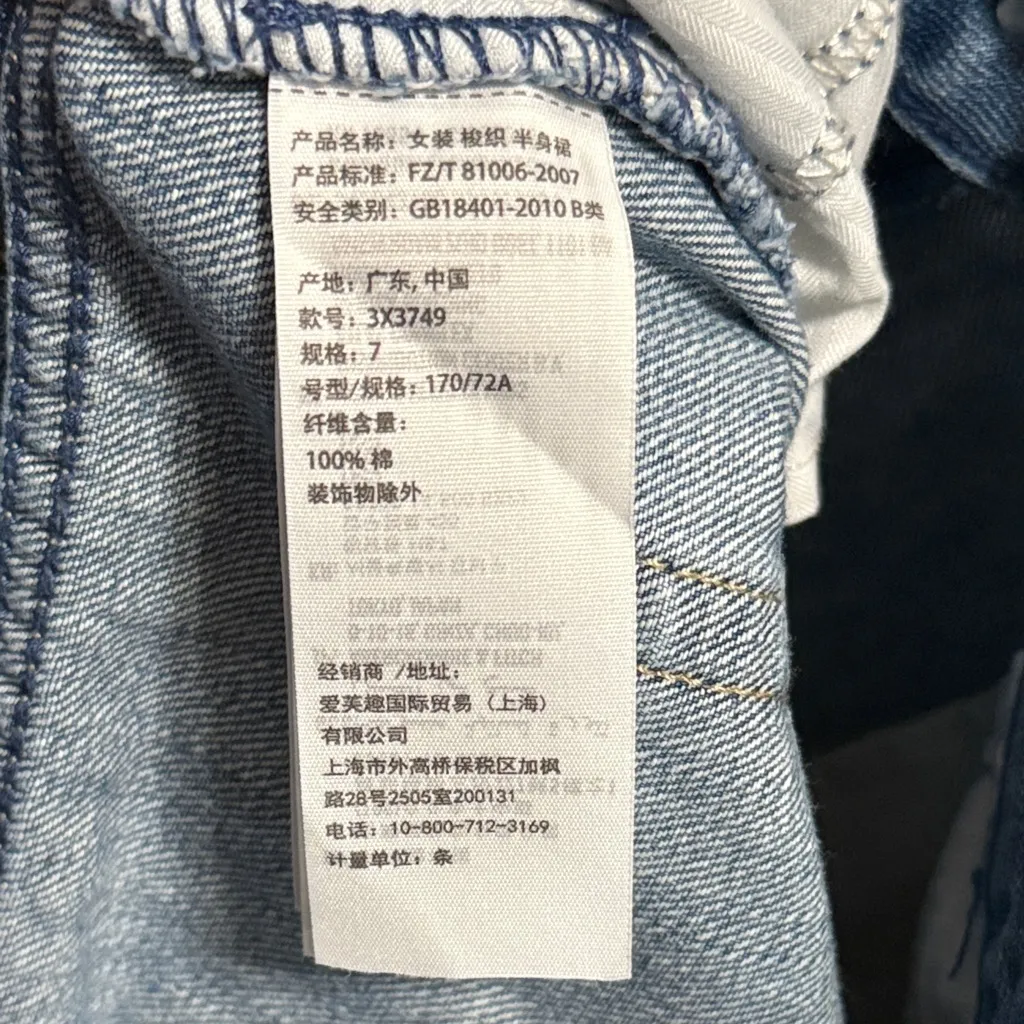 产品名称：女装 梭织 半身裙
产品标准：FZ/T 81006-2007
安全类别：GB18401-2010 B类
产地：广东, 中国
款号：3X3749
规格：7
号型/规格：170/72A
纤维含量：
100% 棉
装饰物除外
经销商 /地址：
爱芙趣国际贸易（上海）
有限公司
上海市外高桥保税区加枫
路28号2505室200131
电话：10-800-712-3169
计量单位：条